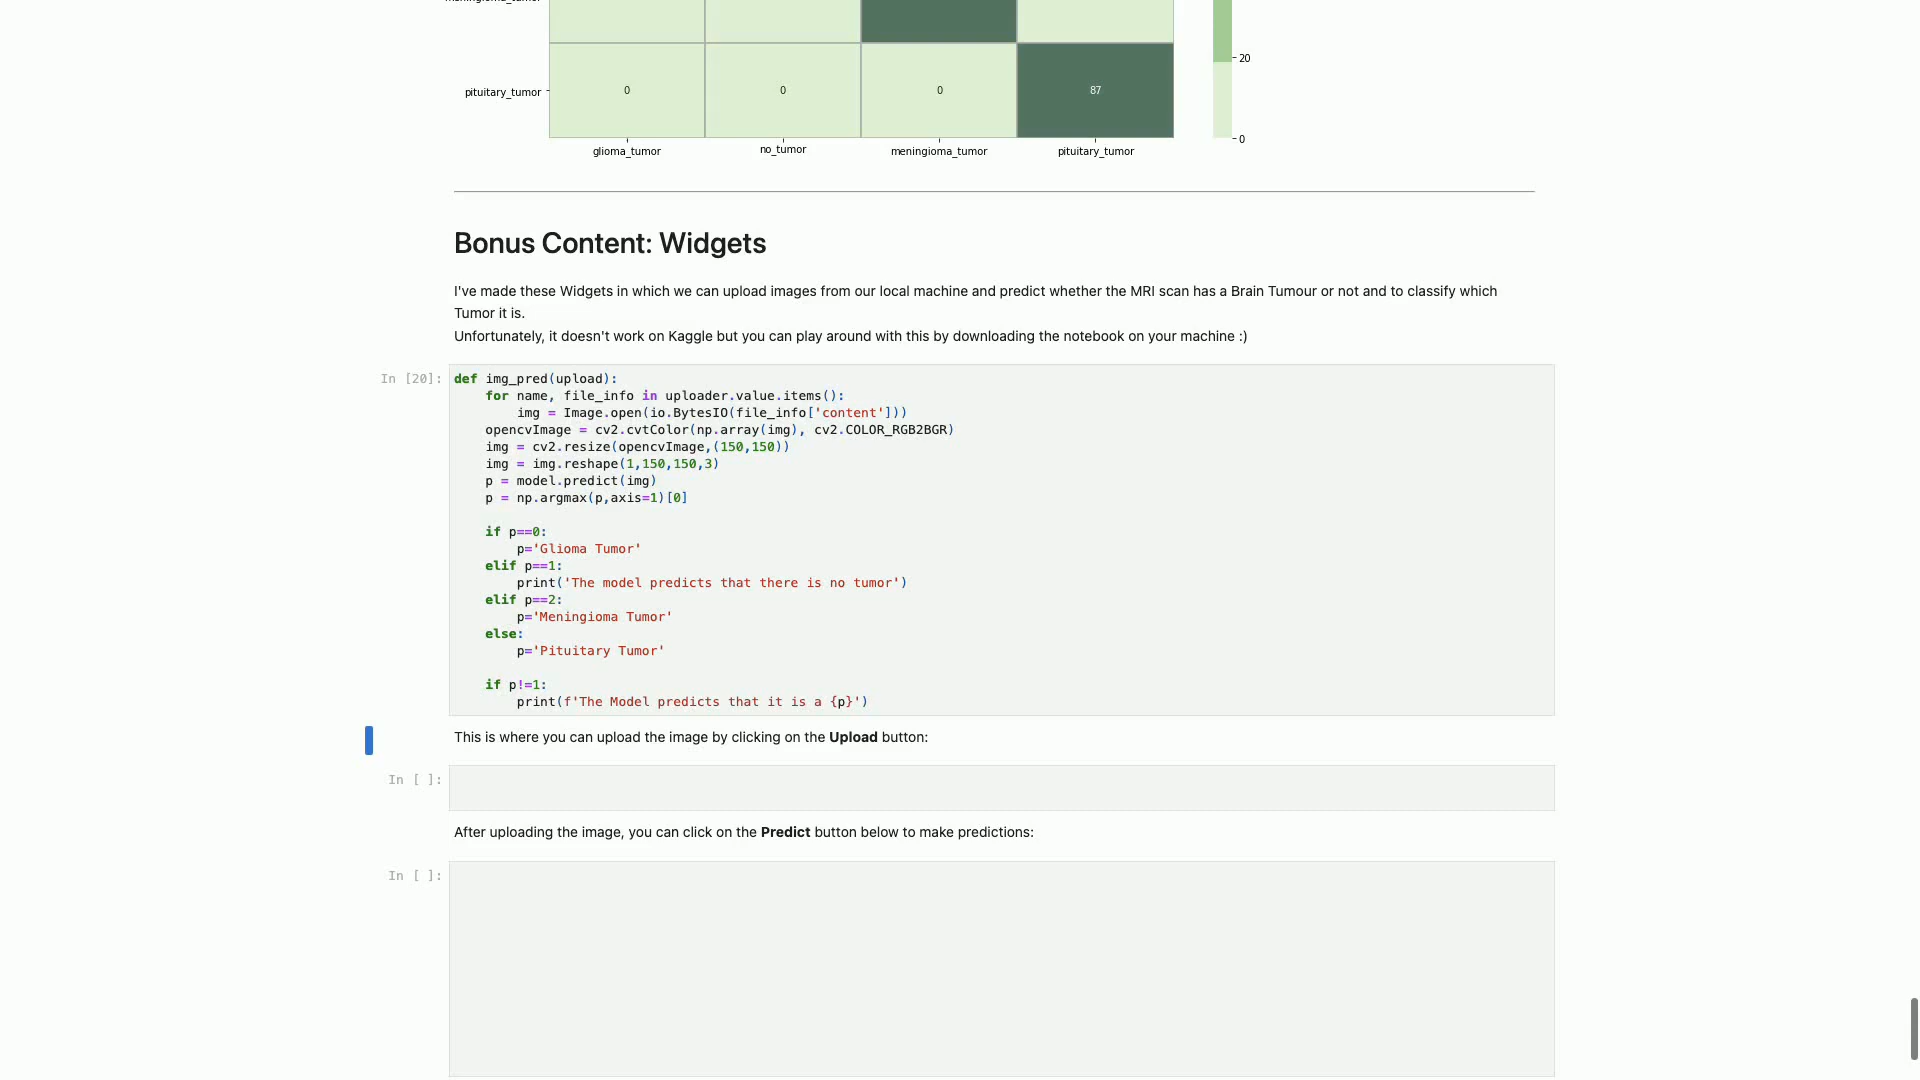 20
pituitary_tumor 0 0 0 87
0
glioma_tumor no_tumor meningioma_tumor pituitary_tumor
Bonus Content: Widgets
I've made these Widgets in which we can upload images from our local machine and predict whether the MRI scan has a Brain Tumour or not and to classify which
Tumor it is.
Unfortunately, it doesn't work on Kaggle but you can play around with this by downloading the notebook on your machine :)
In [20]: def img_pred(upload):
    for name, file_info in uploader.value.items():
        img = Image.open(io.BytesIO(file_info['content']))
    opencvImage = cv2.cvtColor(np.array(img), cv2.COLOR_RGB2BGR)
    img = cv2.resize(opencvImage,(150,150))
    img = img.reshape(1,150,150,3)
    p = model.predict(img)
    p = np.argmax(p,axis=1)[0]
    if p==0:
        p='Glioma Tumor'
    elif p==1:
        print('The model predicts that there is no tumor')
    elif p==2:
        p='Meningioma Tumor'
    else:
        p='Pituitary Tumor'
    if p!=1:
        print(f'The Model predicts that it is a {p}')
This is where you can upload the image by clicking on the Upload button:
In [ ]:
After uploading the image, you can click on the Predict button below to make predictions:
In [ ]: